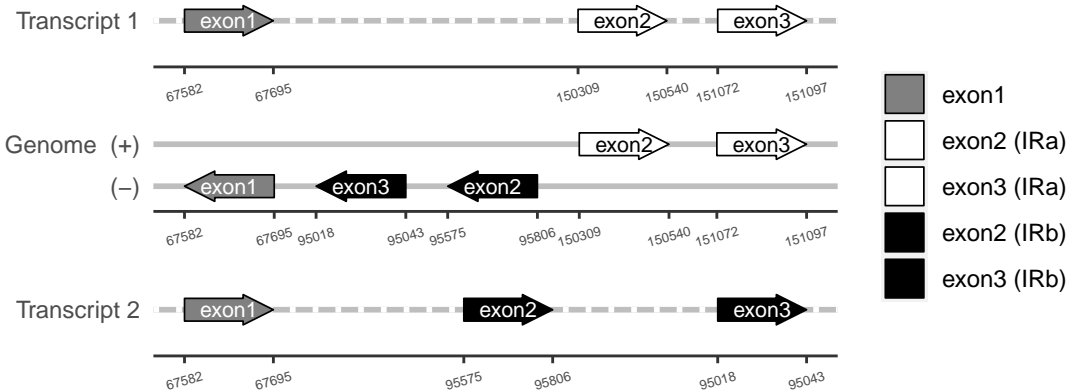 Transcript 1 exon1 exon2 exon3
67582 67695 150309 150540 151072 151097
Genome (+) exon2 exon3
(−) exon1 exon3 exon2
67582 67695 95018 95043 95575 95806 150309 150540 151072 151097
Transcript 2 exon1 exon2 exon3
67582 67695 95575 95806 95018 95043
exon1
exon2 (IRa)
exon3 (IRa)
exon2 (IRb)
exon3 (IRb)